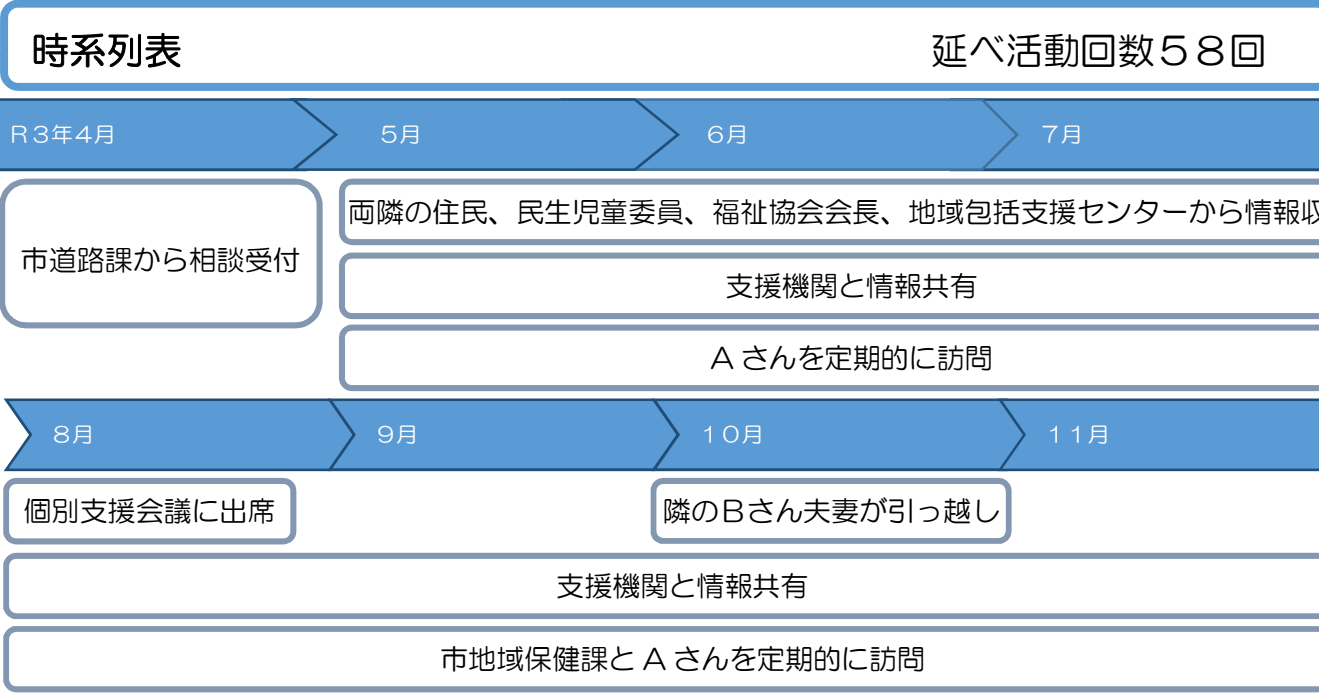 時系列表
延べ活動回数58回
R3年4月
5月
6月
7月
両隣の住民、民生児童委員、福祉協会会長、地域包括支援センターから情報収
市道路課から相談受付
支援機関と情報共有
Aさんを定期的に訪問
8月
9月
10月
11月
個別支援会議に出席
隣のBさん夫妻が引っ越し
支援機関と情報共有
市地域保健課とAさんを定期的に訪問